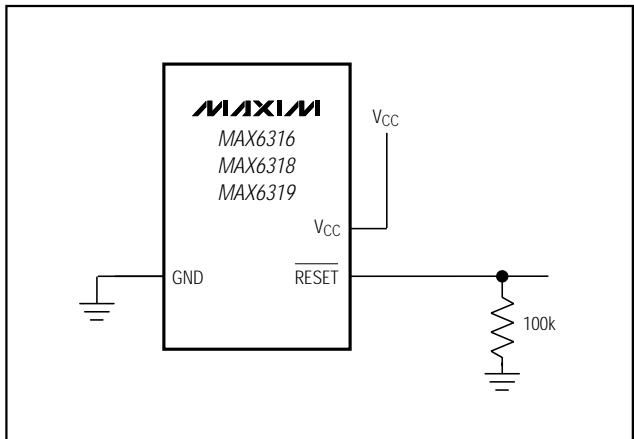 MAXIM
MAX6316
MAX6318
MAX6319
VCC
VCC
GND
RESET
100k